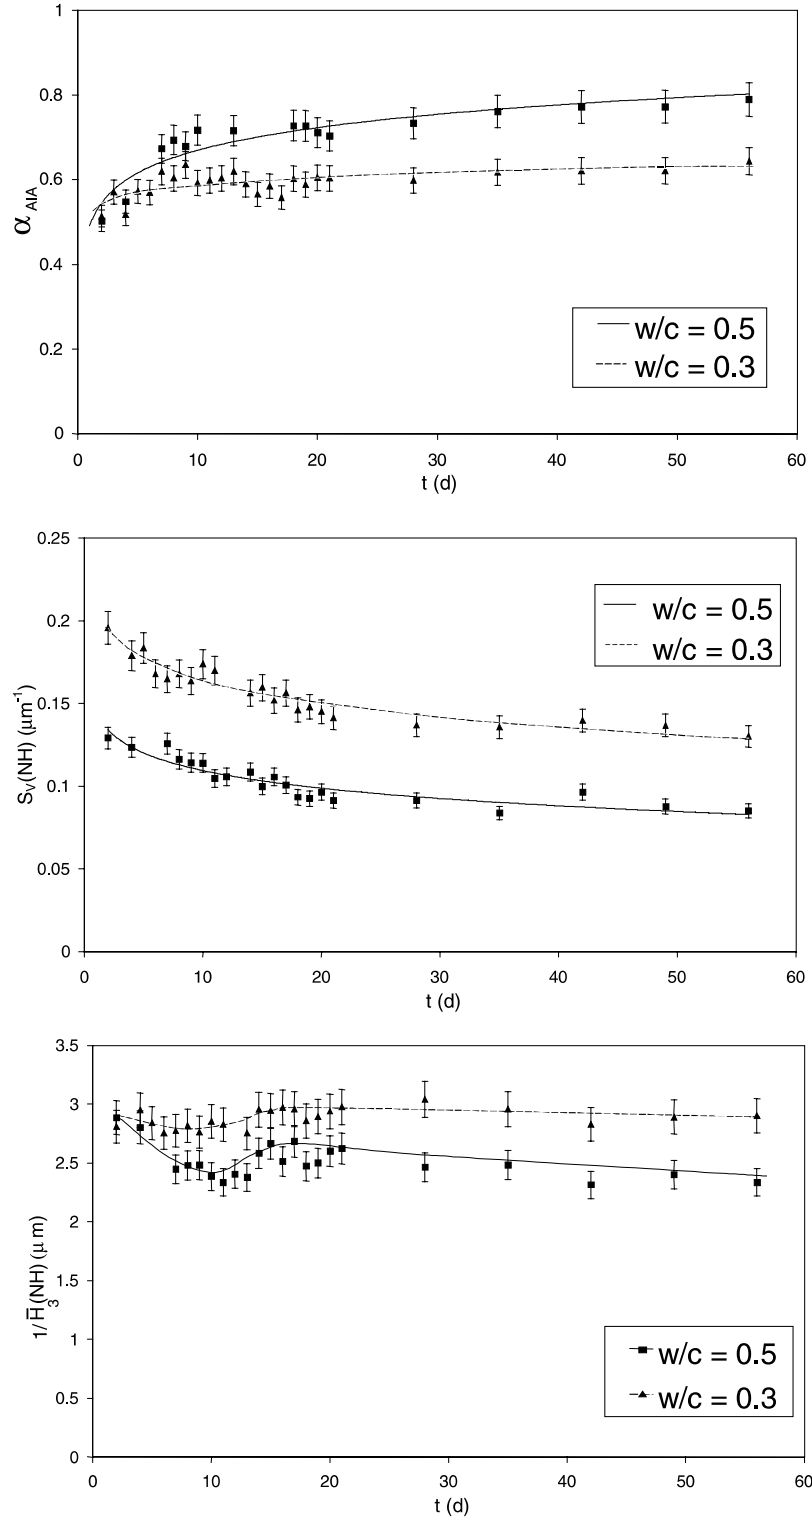 1
0.8
0.6
0.4
0.2
0
α AIA
w/c = 0.5
w/c = 0.3
0 10 20 30 40 50 60
t (d)
0.25
0.2
0.15
0.1
0.05
0
Sv(NH) (μm⁻¹)
w/c = 0.5
w/c = 0.3
0 10 20 30 40 50 60
t (d)
3.5
3
2.5
2
1.5
1
0.5
0
1/H̅3(NH) (μm)
w/c = 0.5
w/c = 0.3
0 10 20 30 40 50 60
t (d)